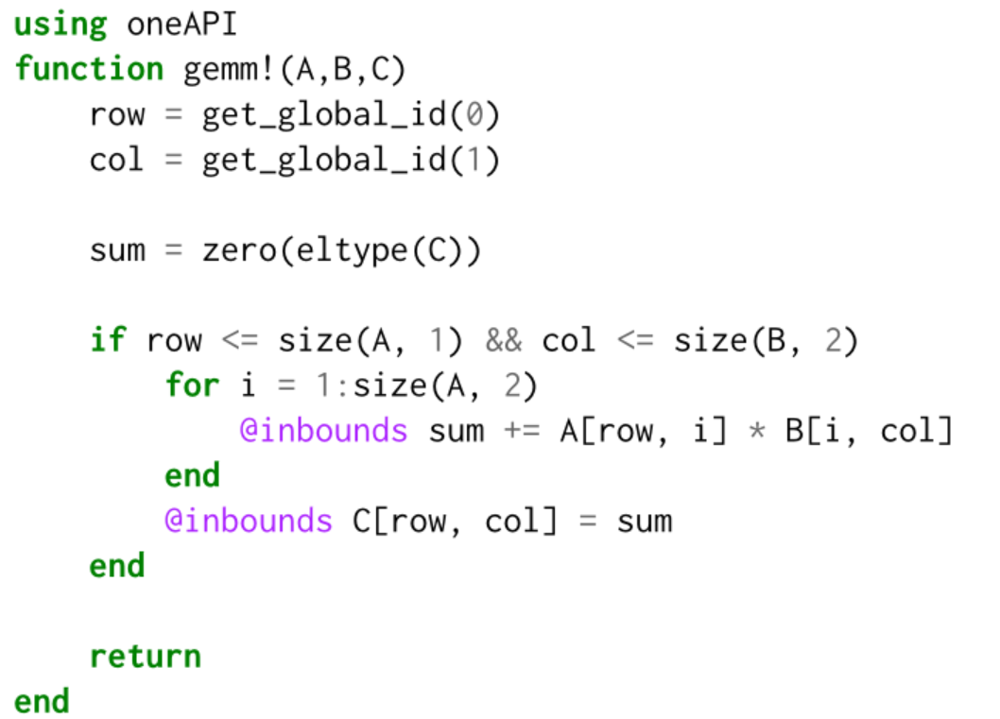 using oneAPI
function gemm!(A,B,C)
    row = get_global_id(0)
    col = get_global_id(1)

    sum = zero(eltype(C))

    if row <= size(A, 1) && col <= size(B, 2)
        for i = 1:size(A, 2)
            @inbounds sum += A[row, i] * B[i, col]
        end
        @inbounds C[row, col] = sum
    end

    return
end